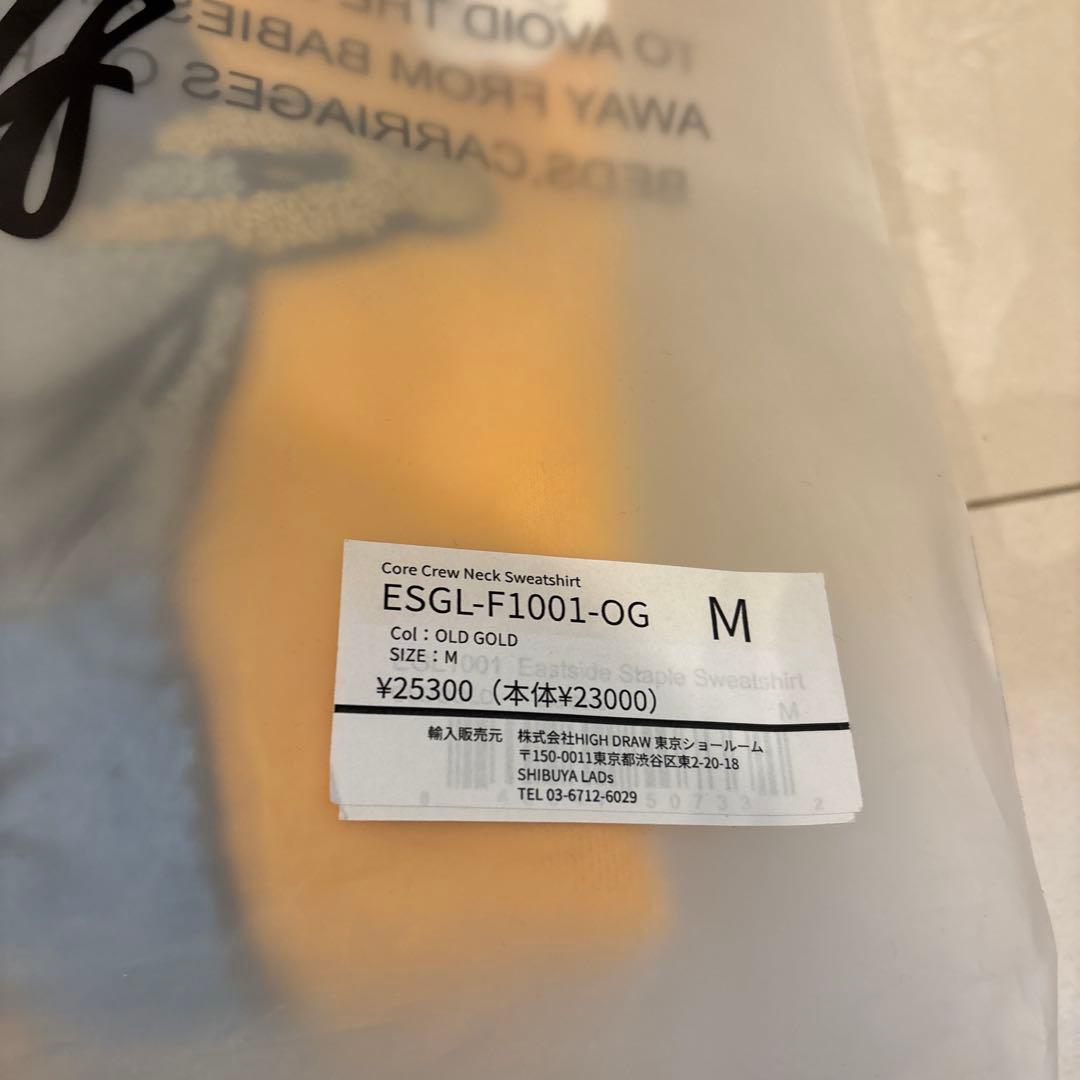 TO AVOID THE
AWAY FROM BABIES
BEDS, CARRIAGES O
Core Crew Neck Sweatshirt
ESGL-F1001-OG
M
Col：OLD GOLD
SIZE：M
1001 Eastside Staple Sweatshirt
M
¥25300（本体¥23000）
輸入販売元 株式会社HIGH DRAW 東京ショールーム
〒150-0011東京都渋谷区東2-20-18
SHIBUYA LADs
TEL 03-6712-6029
50733 2